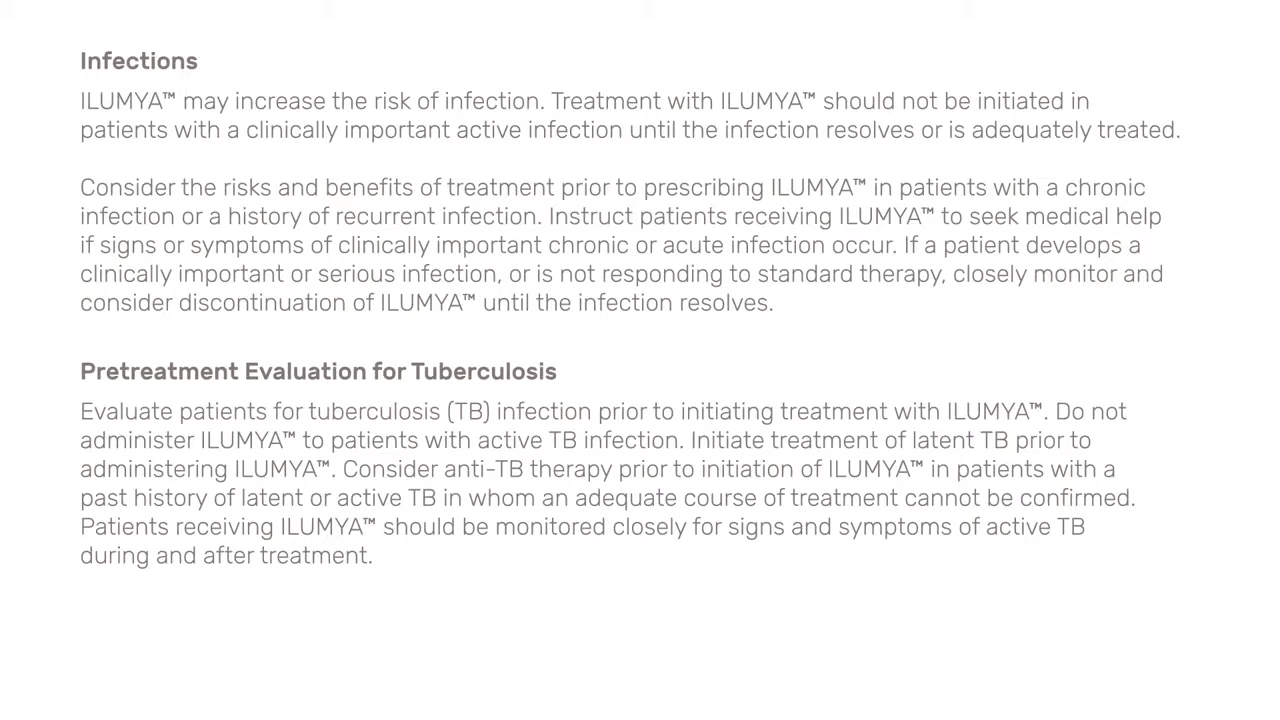 Infections
ILUMYA™ may increase the risk of infection. Treatment with ILUMYA™ should not be initiated in
patients with a clinically important active infection until the infection resolves or is adequately treated.
Consider the risks and benefits of treatment prior to prescribing ILUMYA™ in patients with a chronic
infection or a history of recurrent infection. Instruct patients receiving ILUMYA™ to seek medical help
if signs or symptoms of clinically important chronic or acute infection occur. If a patient develops a
clinically important or serious infection, or is not responding to standard therapy, closely monitor and
consider discontinuation of ILUMYA™ until the infection resolves.
Pretreatment Evaluation for Tuberculosis
Evaluate patients for tuberculosis (TB) infection prior to initiating treatment with ILUMYA™. Do not
administer ILUMYA™ to patients with active TB infection. Initiate treatment of latent TB prior to
administering ILUMYA™. Consider anti-TB therapy prior to initiation of ILUMYA™ in patients with a
past history of latent or active TB in whom an adequate course of treatment cannot be confirmed.
Patients receiving ILUMYA™ should be monitored closely for signs and symptoms of active TB
during and after treatment.